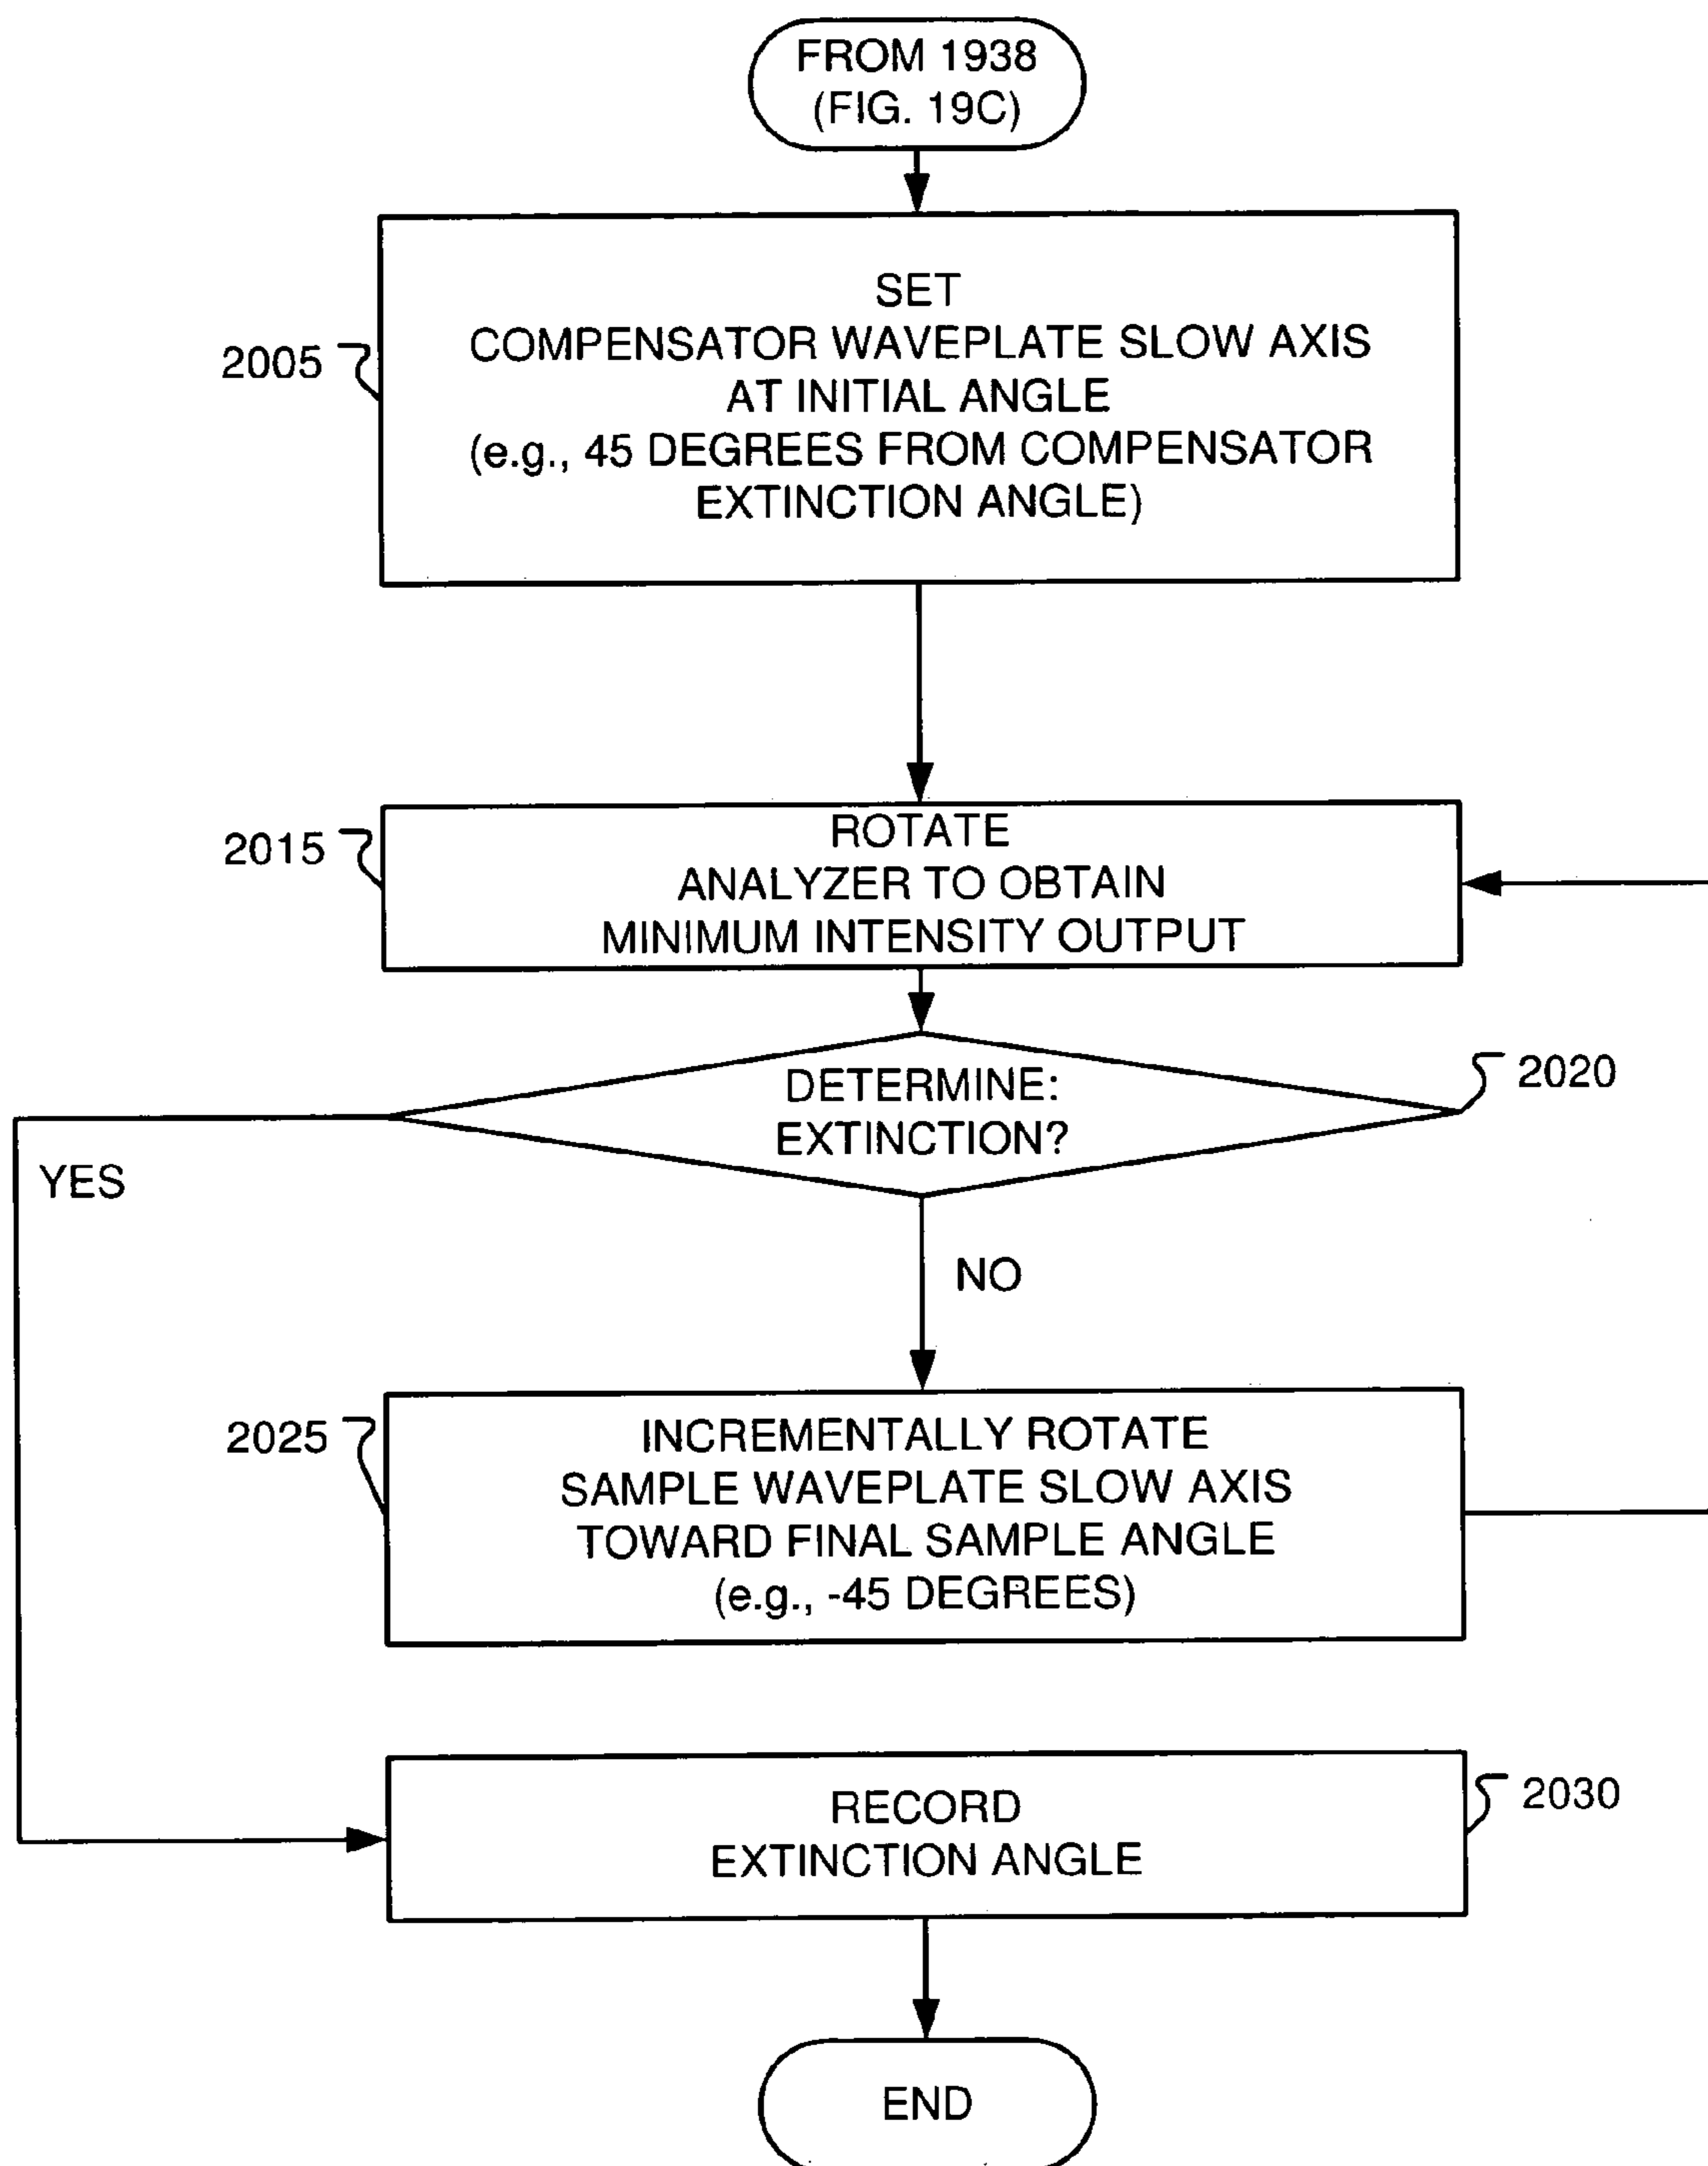 FROM 1938
(FIG. 19C)
SET
COMPENSATOR WAVEPLATE SLOW AXIS
AT INITIAL ANGLE
(e.g., 45 DEGREES FROM COMPENSATOR
EXTINCTION ANGLE)
2005
ROTATE
ANALYZER TO OBTAIN
MINIMUM INTENSITY OUTPUT
2015
DETERMINE:
EXTINCTION?
2020
YES
NO
INCREMENTALLY ROTATE
SAMPLE WAVEPLATE SLOW AXIS
TOWARD FINAL SAMPLE ANGLE
(e.g., -45 DEGREES)
2025
RECORD
EXTINCTION ANGLE
2030
END